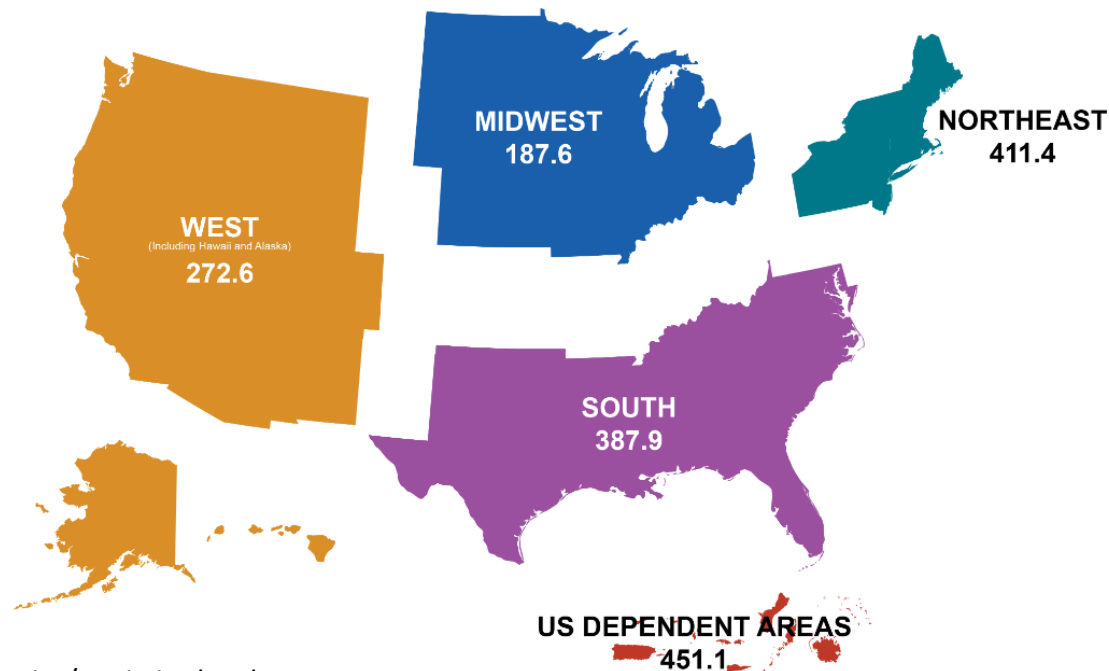 MIDWEST
187.6
NORTHEAST
411.4
WEST
(Including Hawaii and Alaska)
272.6
SOUTH
387.9
US DEPENDENT AREAS
451.1